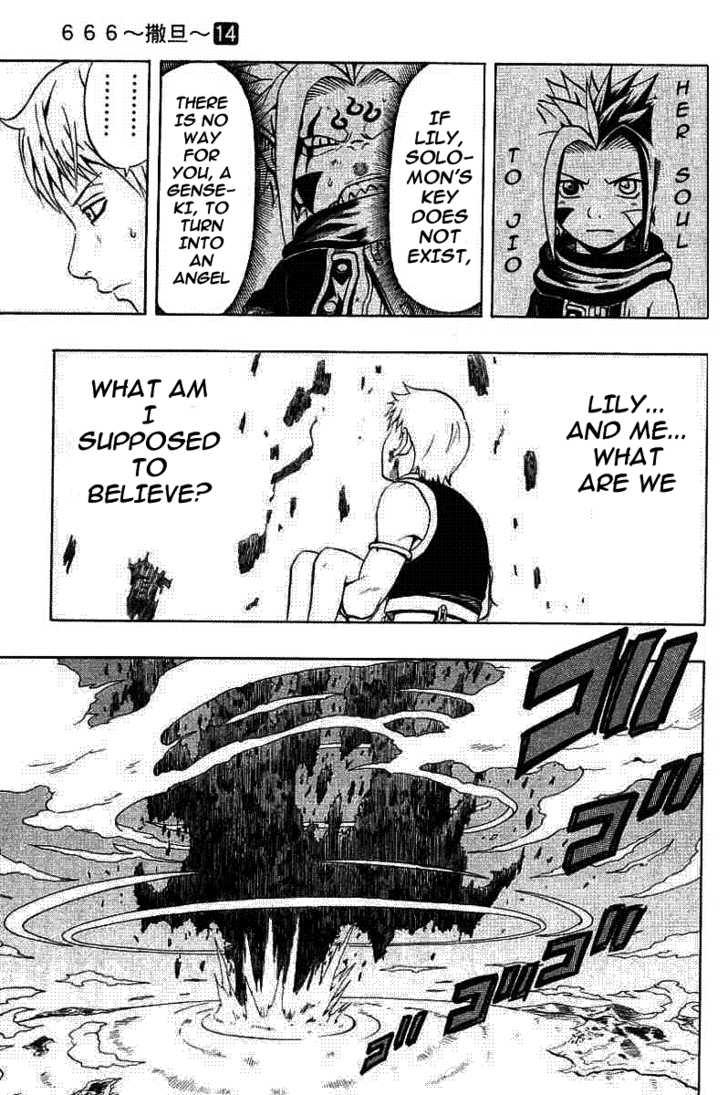 666～撒旦～14
HER SOUL
TO JIO
IF
LILY,
SOLO-
MON'S
KEY
DOES
NOT
EXIST,
THERE
IS NO
WAY
FOR
YOU, A
GENSE-
KI, TO
TURN
INTO
AN
ANGEL
………
LILY...
AND ME...
WHAT
ARE WE
WHAT AM
I
SUPPOSED
TO
BELIEVE?
ゴ〃
ゴ〃
ゴ〃
ゴ〃
ゴ〃